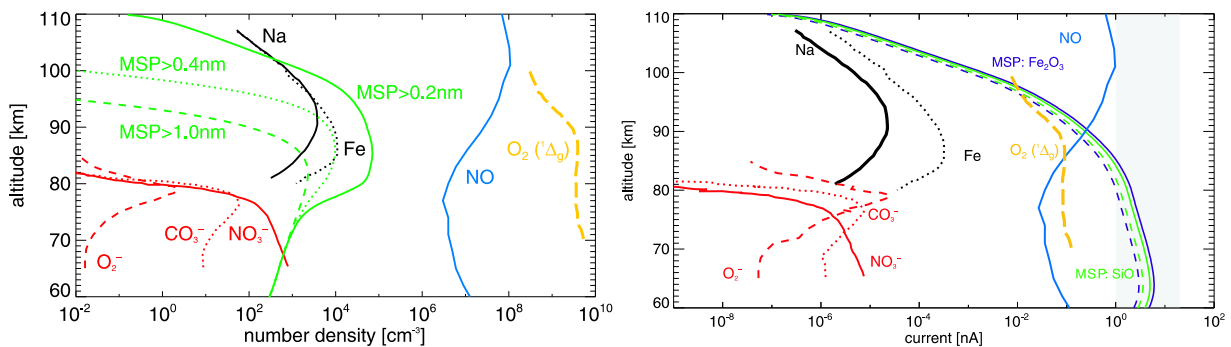 110
100
90
80
70
60
altitude [km]
Na
MSP>0.4nm
MSP>0.2nm
MSP>1.0nm
Fe
O₂ (¹Δg)
NO
CO₃⁻
NO₃⁻
O₂⁻
10⁻² 10⁰ 10² 10⁴ 10⁶ 10⁸ 10¹⁰
number density [cm⁻³]
110
100
90
80
70
60
altitude [km]
NO
Na
MSP: Fe₂O₃
Fe
O₂ (¹Δg)
CO₃⁻
NO₃⁻
O₂⁻
MSP: SiO
10⁻⁸ 10⁻⁶ 10⁻⁴ 10⁻² 10⁰ 10²
current [nA]